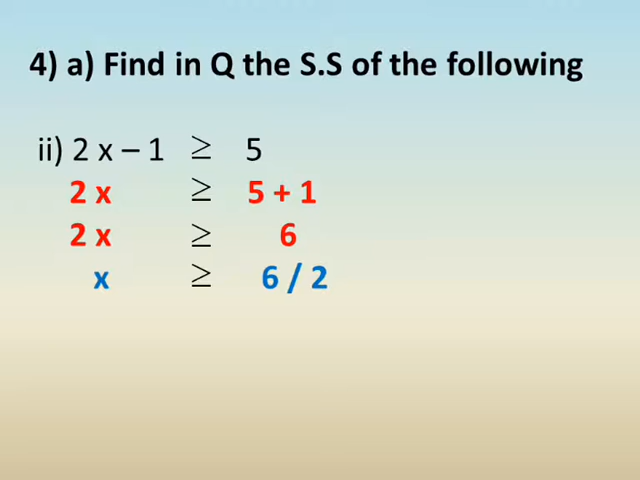 4) a) Find in Q the S.S of the following
ii) 2 x – 1 ≥ 5
2 x ≥ 5 + 1
2 x ≥ 6
x ≥ 6 / 2